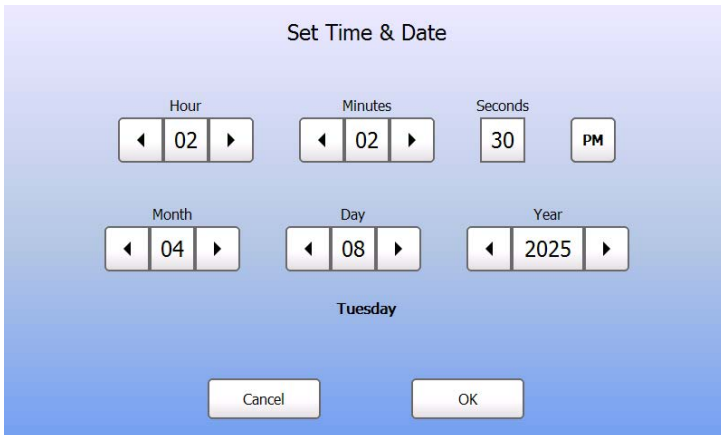 Set Time & Date
Hour Minutes Seconds
02 02 30 PM
Month Day Year
04 08 2025
Tuesday
Cancel OK